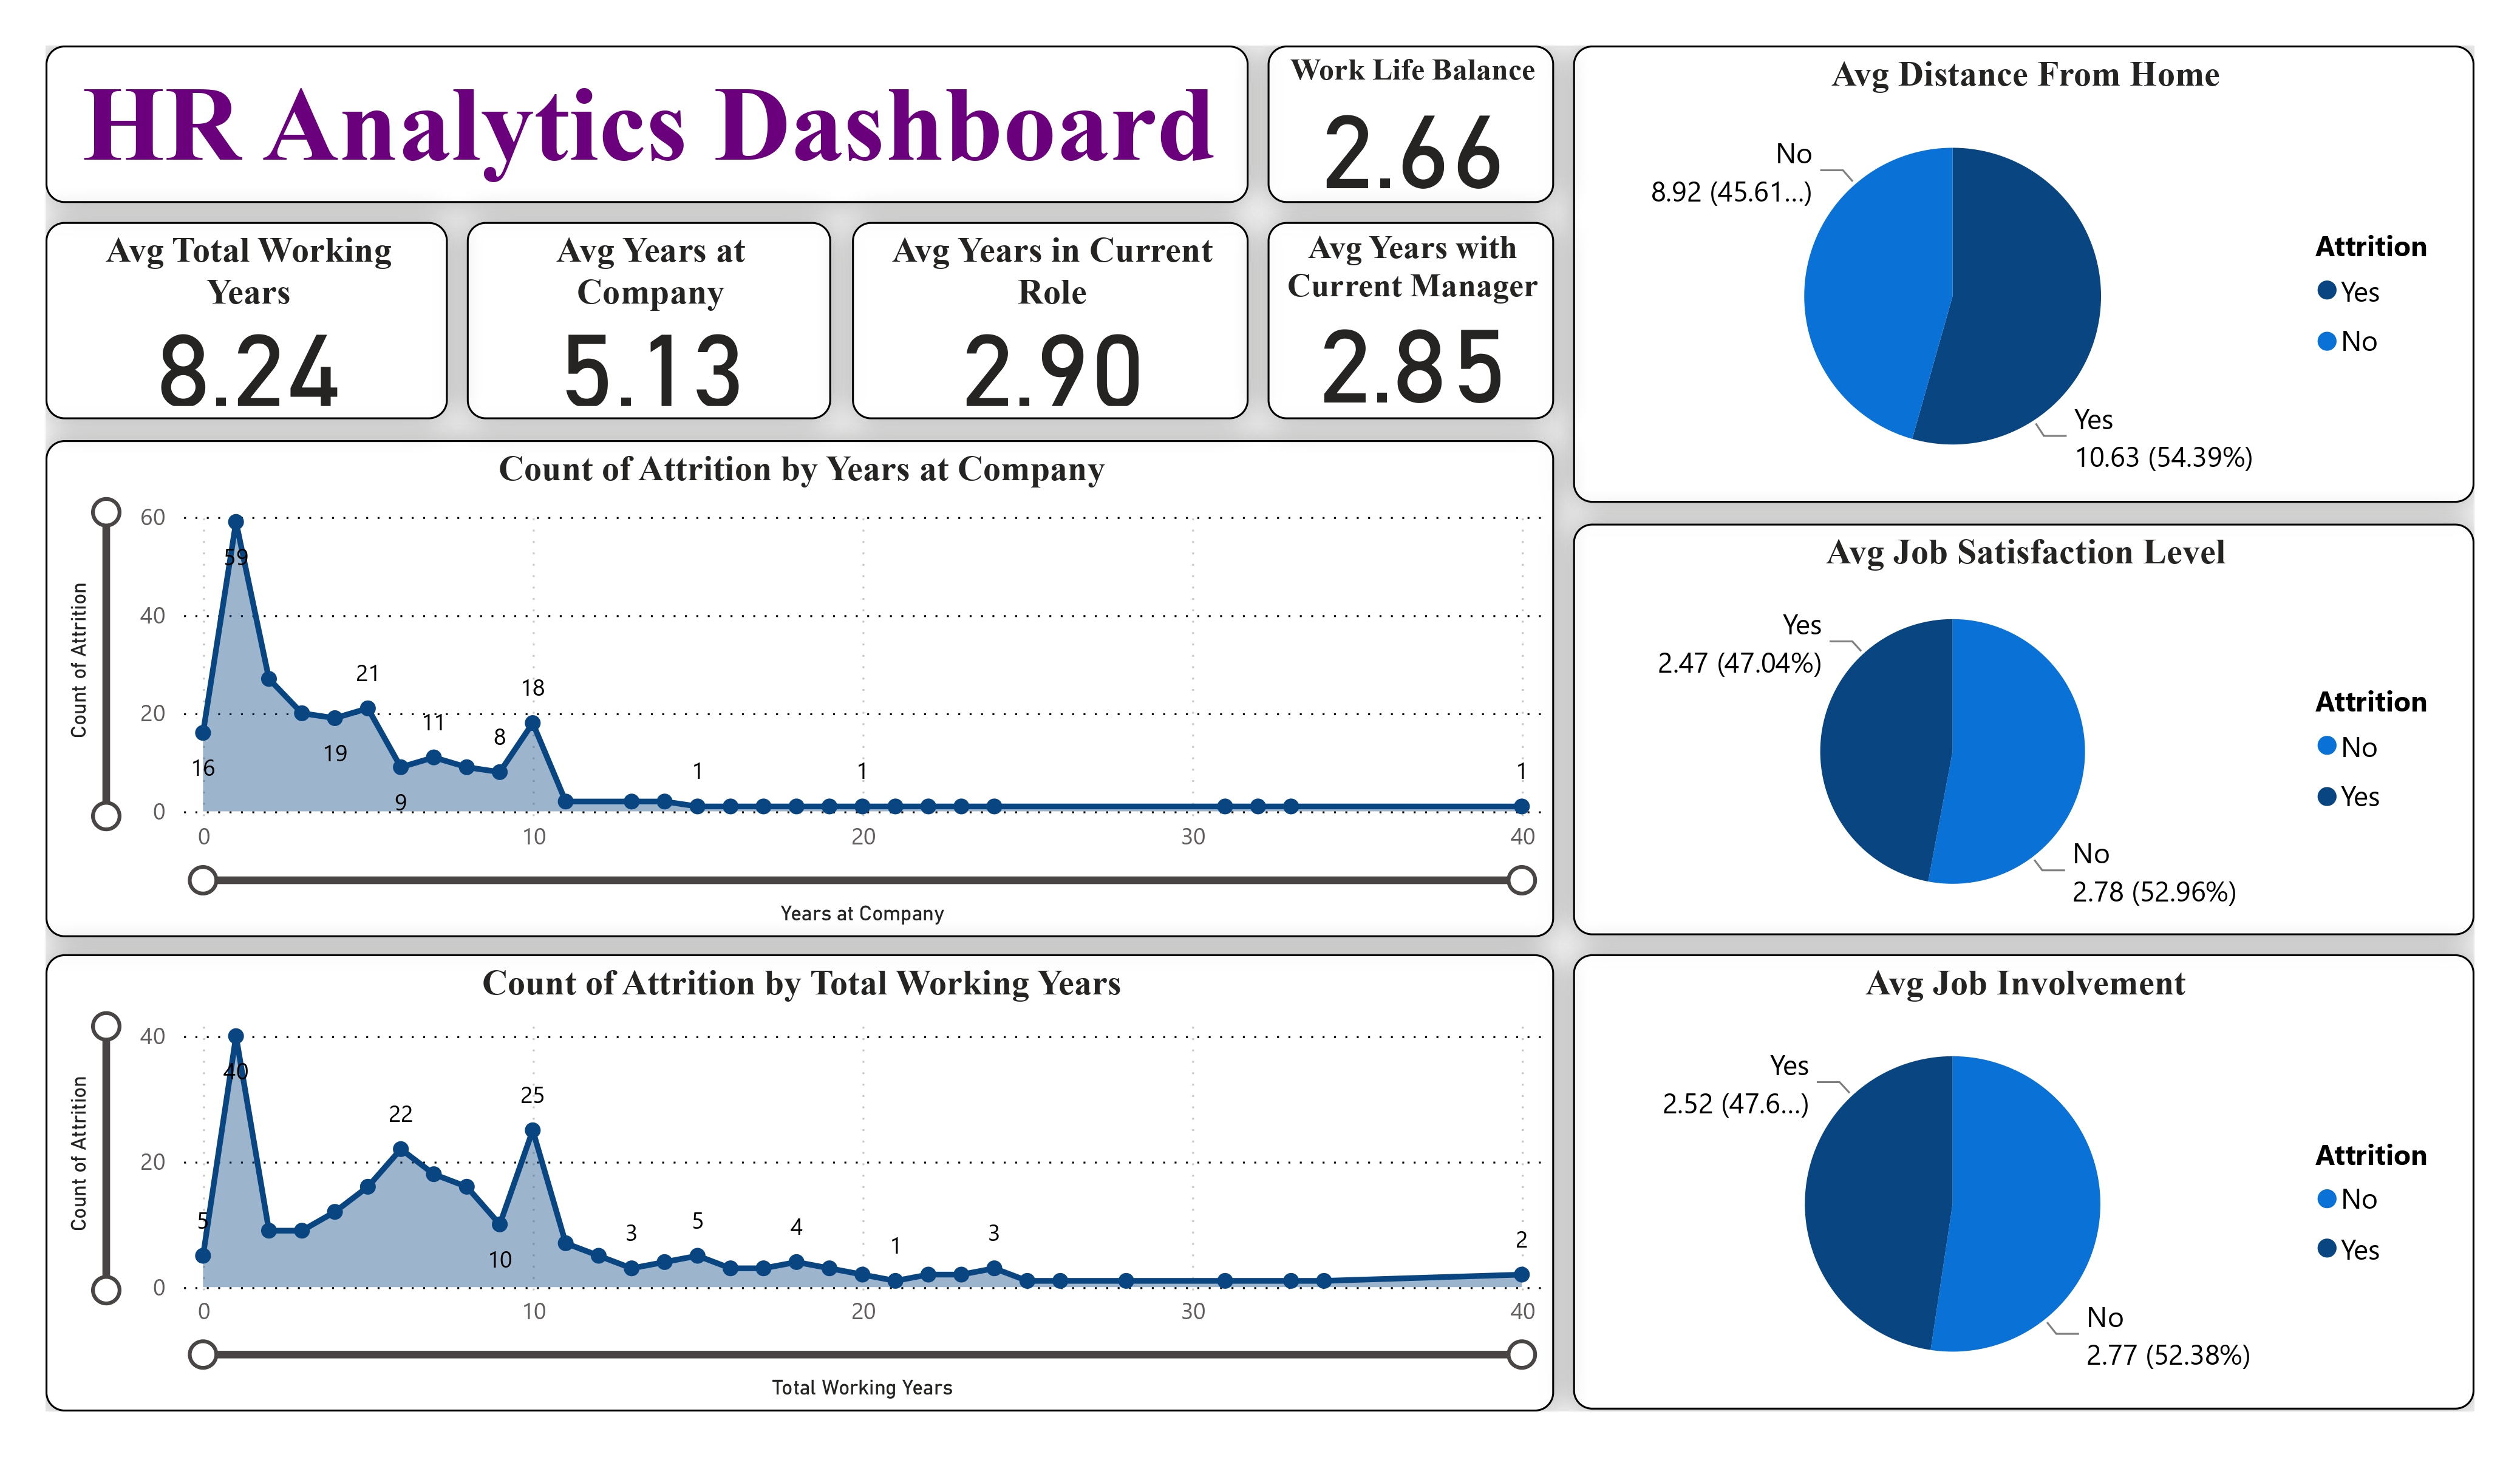 HR Analytics Dashboard
Work Life Balance
2.66
Avg Total Working
Years
8.24
Avg Years at
Company
5.13
Avg Years in Current
Role
2.90
Avg Years with
Current Manager
2.85
Count of Attrition by Years at Company
Count of Attrition
60
40
20
0
59
16
19
21
9
11
8
18
1
1
1
0
10
20
30
40
Years at Company
Count of Attrition by Total Working Years
Count of Attrition
40
20
0
5
40
22
10
25
3
5
4
1
3
2
0
10
20
30
40
Total Working Years
Avg Distance From Home
No
8.92 (45.61...)
Yes
10.63 (54.39%)
Attrition
Yes
No
Avg Job Satisfaction Level
Yes
2.47 (47.04%)
No
2.78 (52.96%)
Attrition
No
Yes
Avg Job Involvement
Yes
2.52 (47.6...)
No
2.77 (52.38%)
Attrition
No
Yes